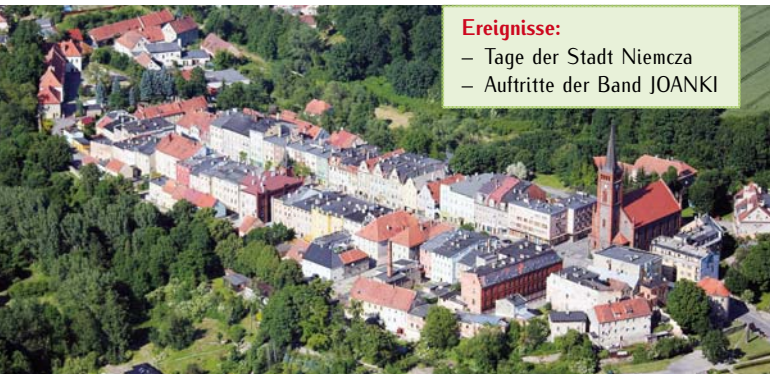 Ereignisse:
– Tage der Stadt Niemcza
– Auftritte der Band JOANKI